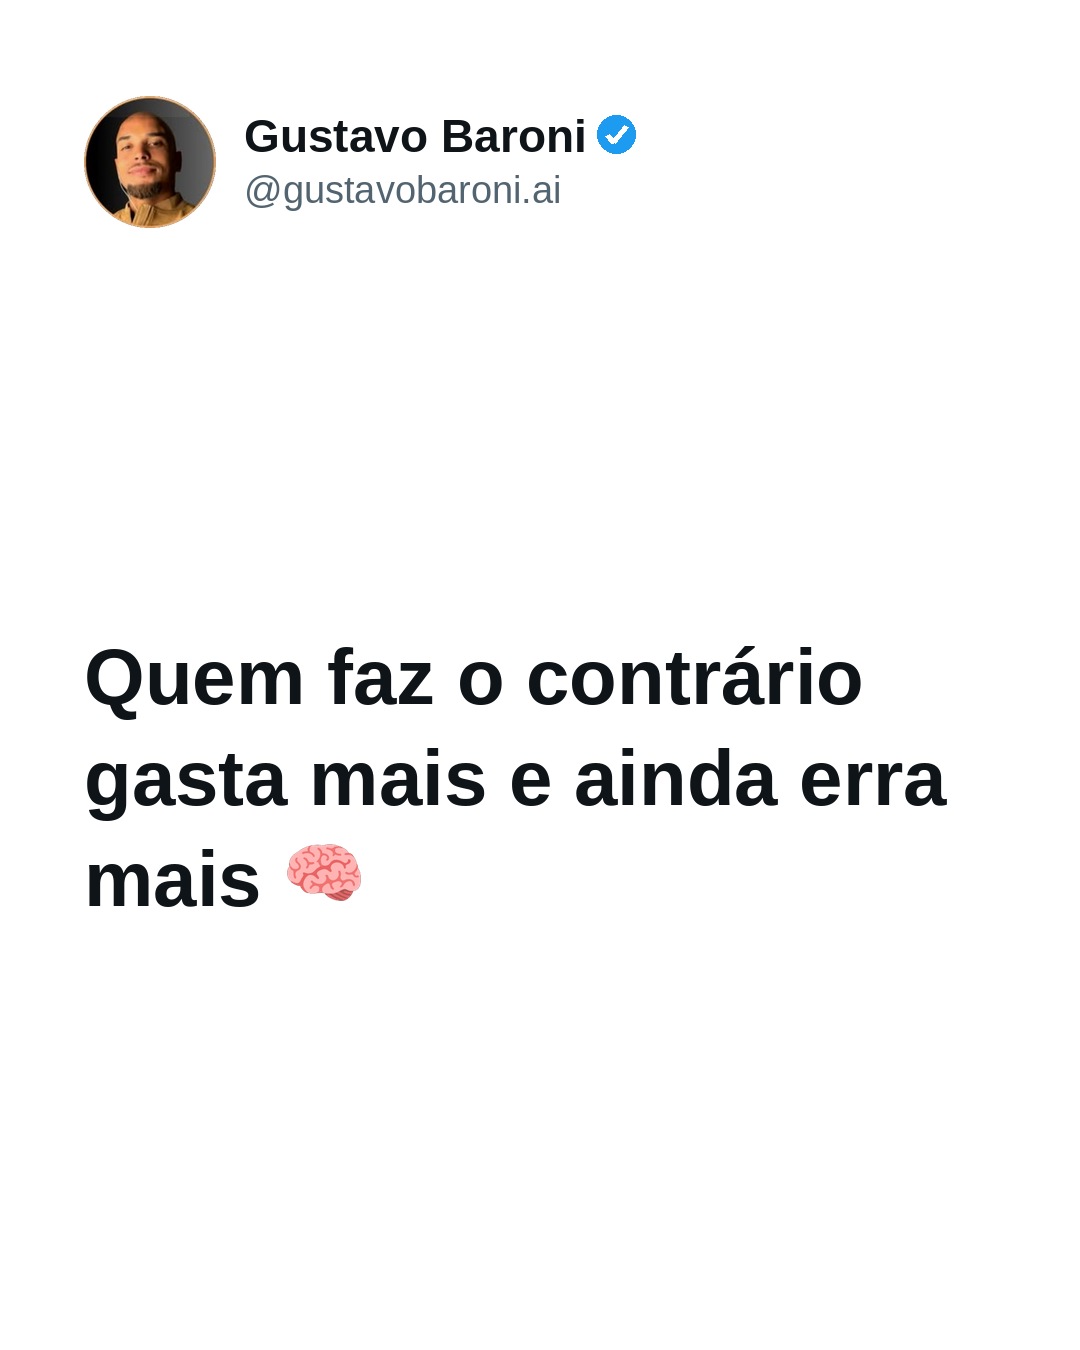 Gustavo Baroni
@gustavobaroni.ai
Quem faz o contrário
gasta mais e ainda erra
mais 🧠